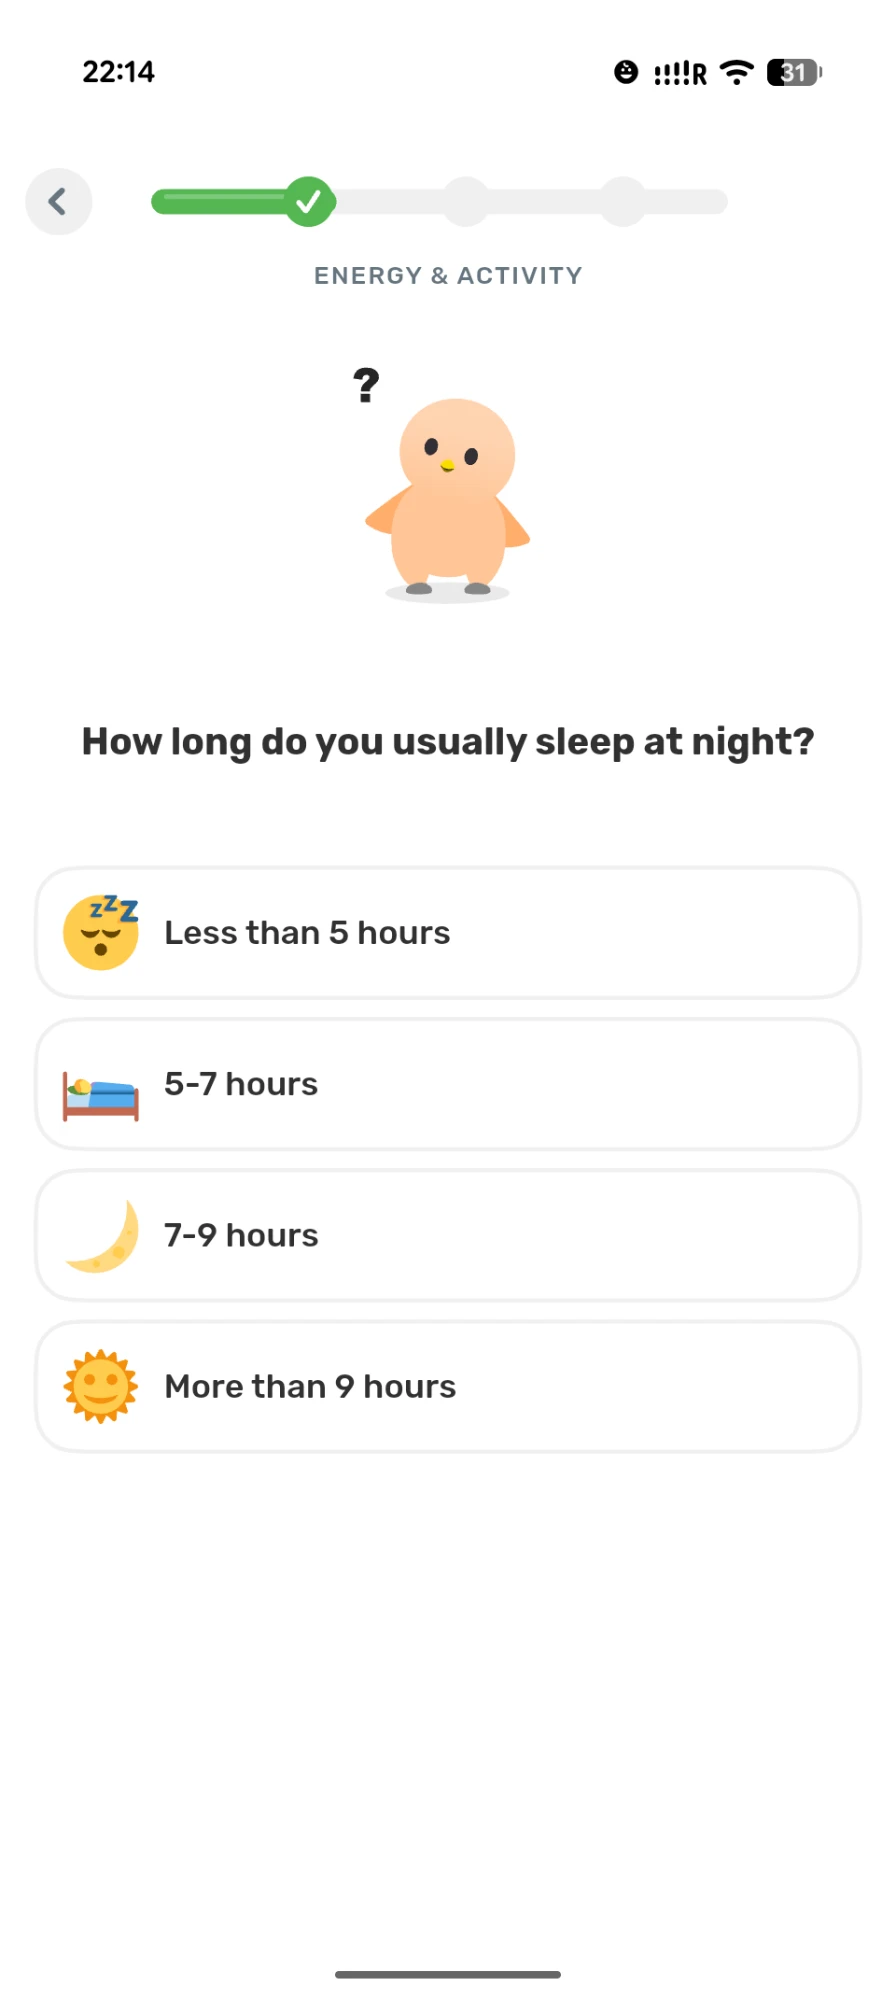 22:14
R
31
ENERGY & ACTIVITY
?
How long do you usually sleep at night?
zzZ
Less than 5 hours
5-7 hours
7-9 hours
More than 9 hours